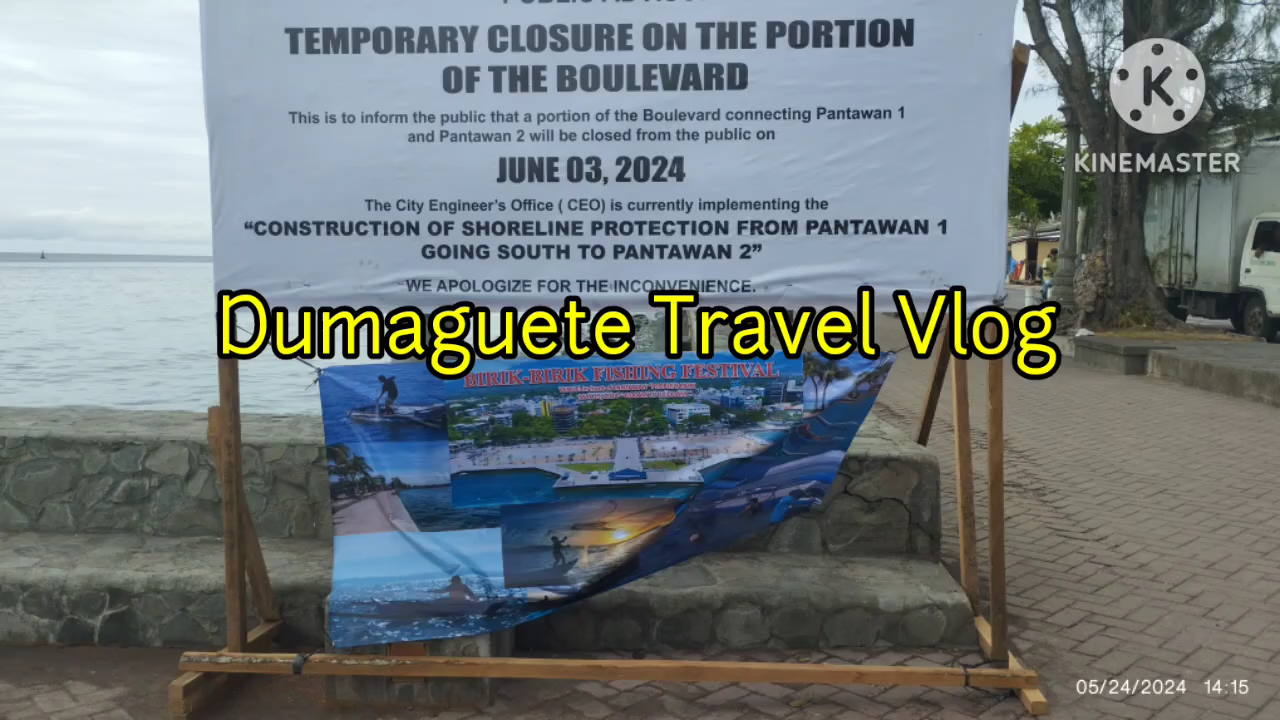 TEMPORARY CLOSURE ON THE PORTION
OF THE BOULEVARD
This is to inform the public that a portion of the Boulevard connecting Pantawan 1
and Pantawan 2 will be closed from the public on
JUNE 03, 2024
The City Engineer's Office ( CEO) is currently implementing the
“CONSTRUCTION OF SHORELINE PROTECTION FROM PANTAWAN 1
GOING SOUTH TO PANTAWAN 2”
WE APOLOGIZE FOR THE INCONVENIENCE.
Dumaguete Travel Vlog
BIRIK-BIRIK FISHING FESTIVAL
K
KINEMASTER
05/24/2024 14:15